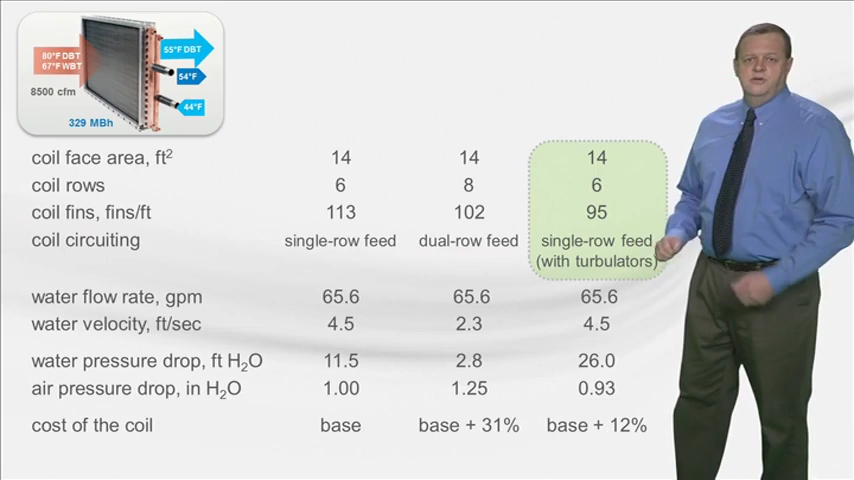 80°F DBT
67°F WBT
55°F DBT
54°F
8500 cfm
44°F
329 MBh
coil face area, ft² 14 14 14
coil rows 6 8 6
coil fins, fins/ft 113 102 95
coil circuiting single-row feed dual-row feed single-row feed
(with turbulators)
water flow rate, gpm 65.6 65.6 65.6
water velocity, ft/sec 4.5 2.3 4.5
water pressure drop, ft H₂O 11.5 2.8 26.0
air pressure drop, in H₂O 1.00 1.25 0.93
cost of the coil base base + 31% base + 12%